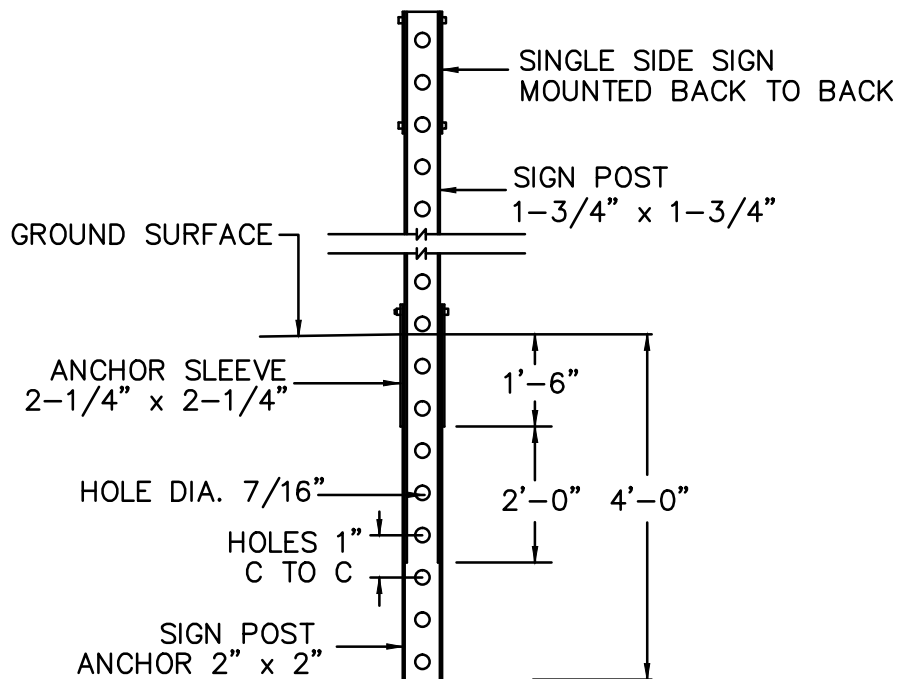 SINGLE SIDE SIGN
MOUNTED BACK TO BACK
SIGN POST
1-3/4" x 1-3/4"
GROUND SURFACE
ANCHOR SLEEVE
2-1/4" x 2-1/4"
1'-6"
HOLE DIA. 7/16"
2'-0"
4'-0"
HOLES 1"
C TO C
SIGN POST
ANCHOR 2" x 2"